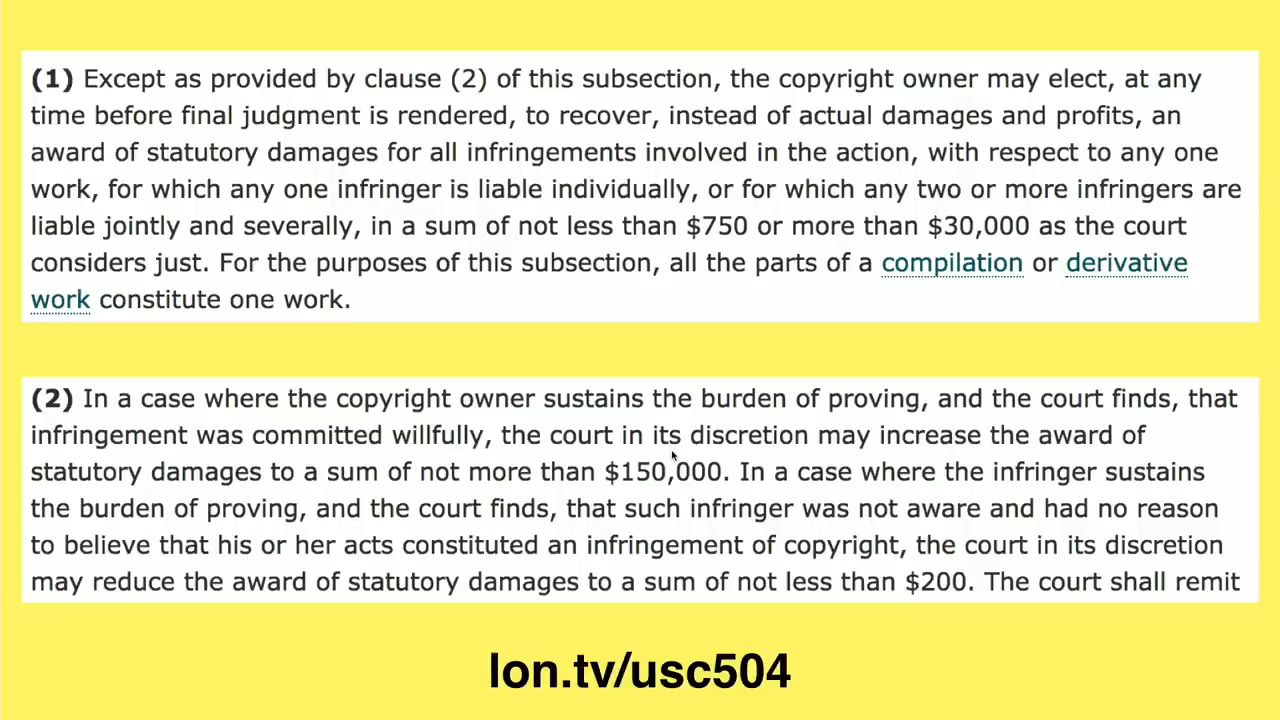 (1) Except as provided by clause (2) of this subsection, the copyright owner may elect, at any
time before final judgment is rendered, to recover, instead of actual damages and profits, an
award of statutory damages for all infringements involved in the action, with respect to any one
work, for which any one infringer is liable individually, or for which any two or more infringers are
liable jointly and severally, in a sum of not less than $750 or more than $30,000 as the court
considers just. For the purposes of this subsection, all the parts of a compilation or derivative
work constitute one work.
(2) In a case where the copyright owner sustains the burden of proving, and the court finds, that
infringement was committed willfully, the court in its discretion may increase the award of
statutory damages to a sum of not more than $150,000. In a case where the infringer sustains
the burden of proving, and the court finds, that such infringer was not aware and had no reason
to believe that his or her acts constituted an infringement of copyright, the court in its discretion
may reduce the award of statutory damages to a sum of not less than $200. The court shall remit
lon.tv/usc504